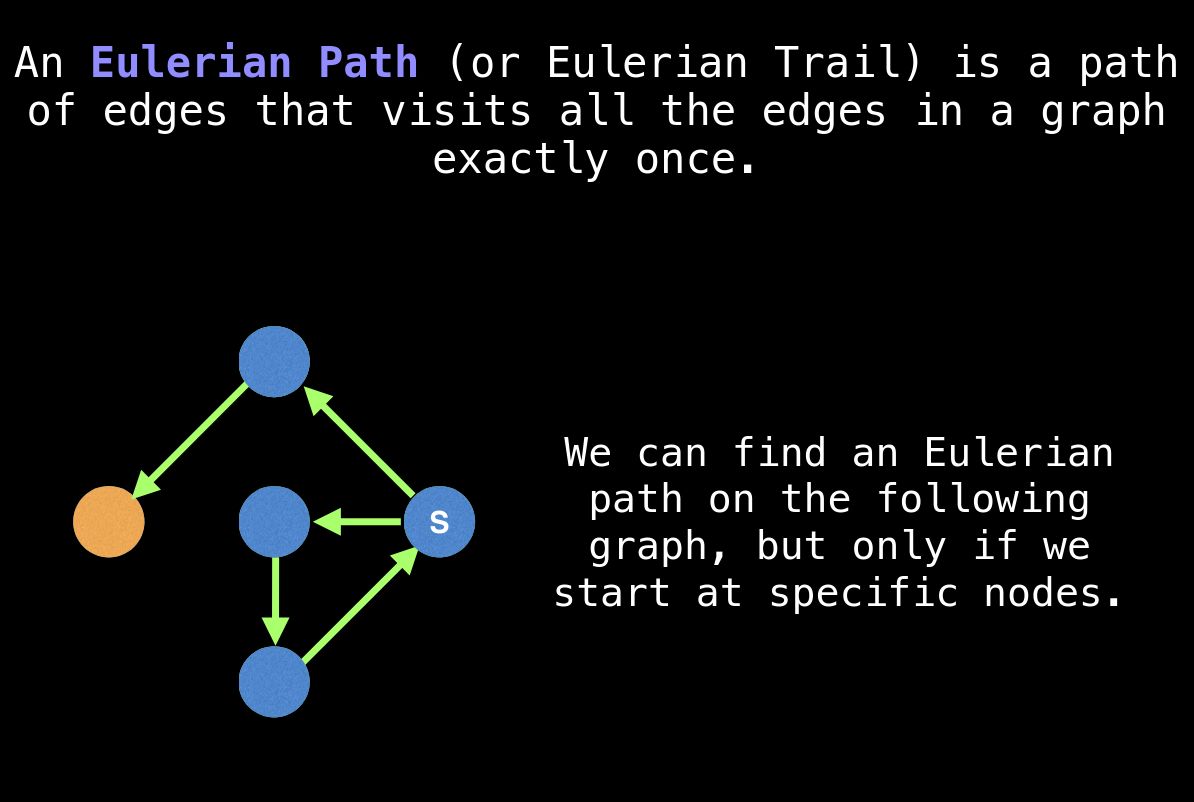 An Eulerian Path (or Eulerian Trail) is a path
of edges that visits all the edges in a graph
exactly once.
S
We can find an Eulerian
path on the following
graph, but only if we
start at specific nodes.